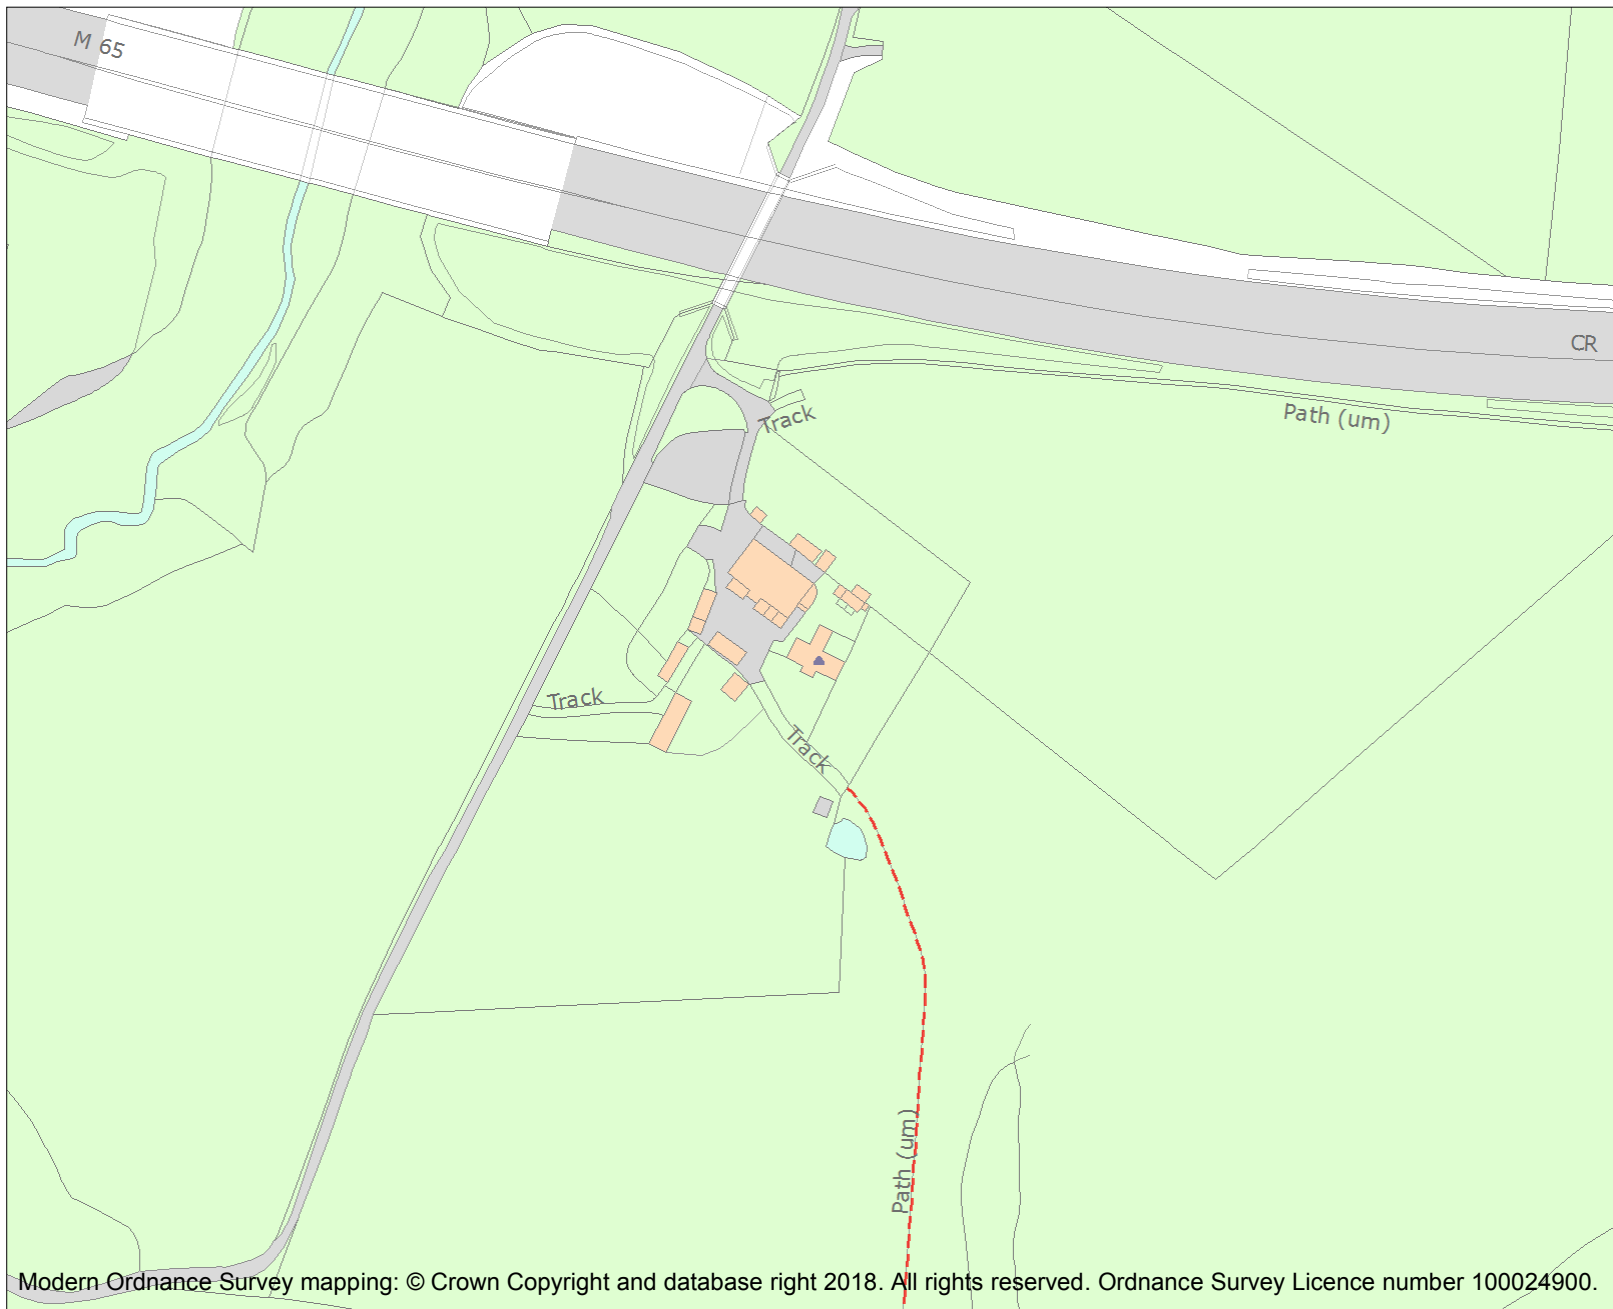 M 65
CR
Track
Path (um)
Track
Track
Path (um)
Modern Ordnance Survey mapping: © Crown Copyright and database right 2018. All rights reserved. Ordnance Survey Licence number 100024900.